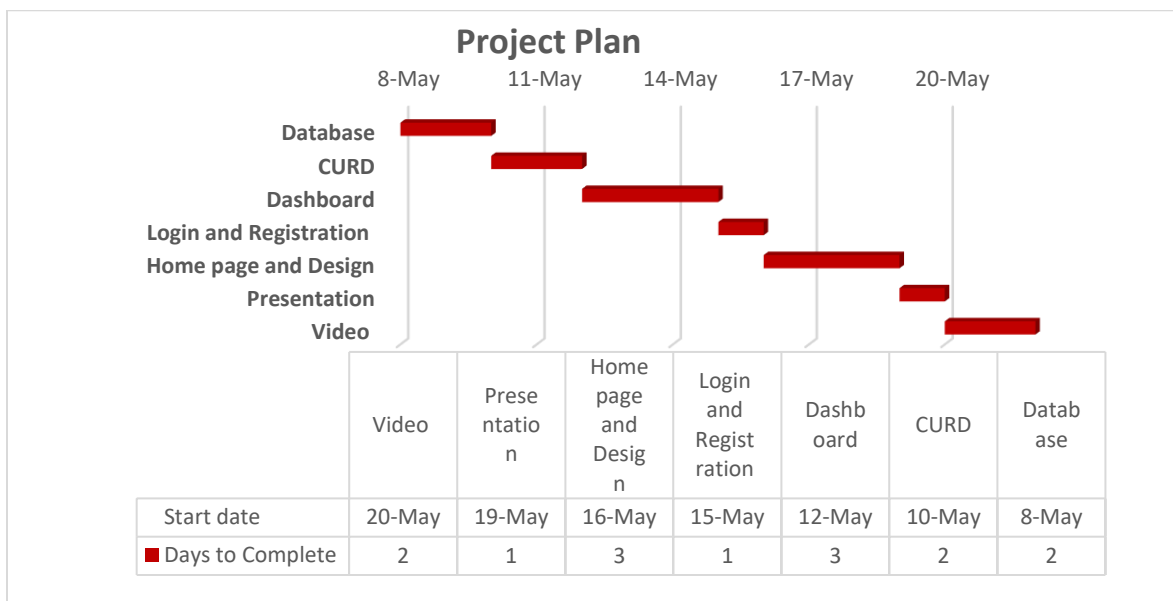 Project Plan
8-May 11-May 14-May 17-May 20-May
Database
CURD
Dashboard
Login and Registration
Home page and Design
Presentation
Video
Video
Prese
ntatio
n
Home
page
and
Desig
n
Login
and
Regist
ration
Dashb
oard
CURD
Datab
ase
Start date 20-May 19-May 16-May 15-May 12-May 10-May 8-May
Days to Complete 2 1 3 1 3 2 2